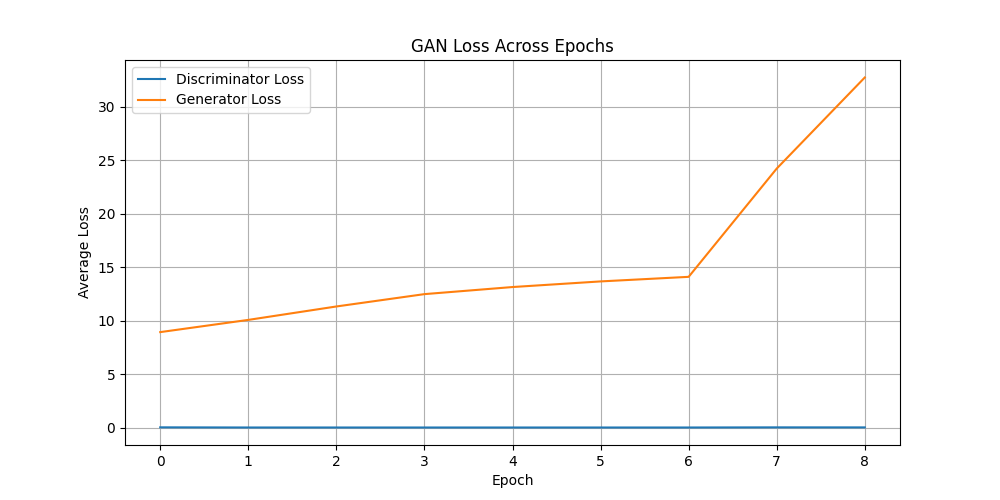 GAN Loss Across Epochs
Discriminator Loss
Generator Loss
30
25
20
15
10
5
0
Average Loss
0 1 2 3 4 5 6 7 8
Epoch